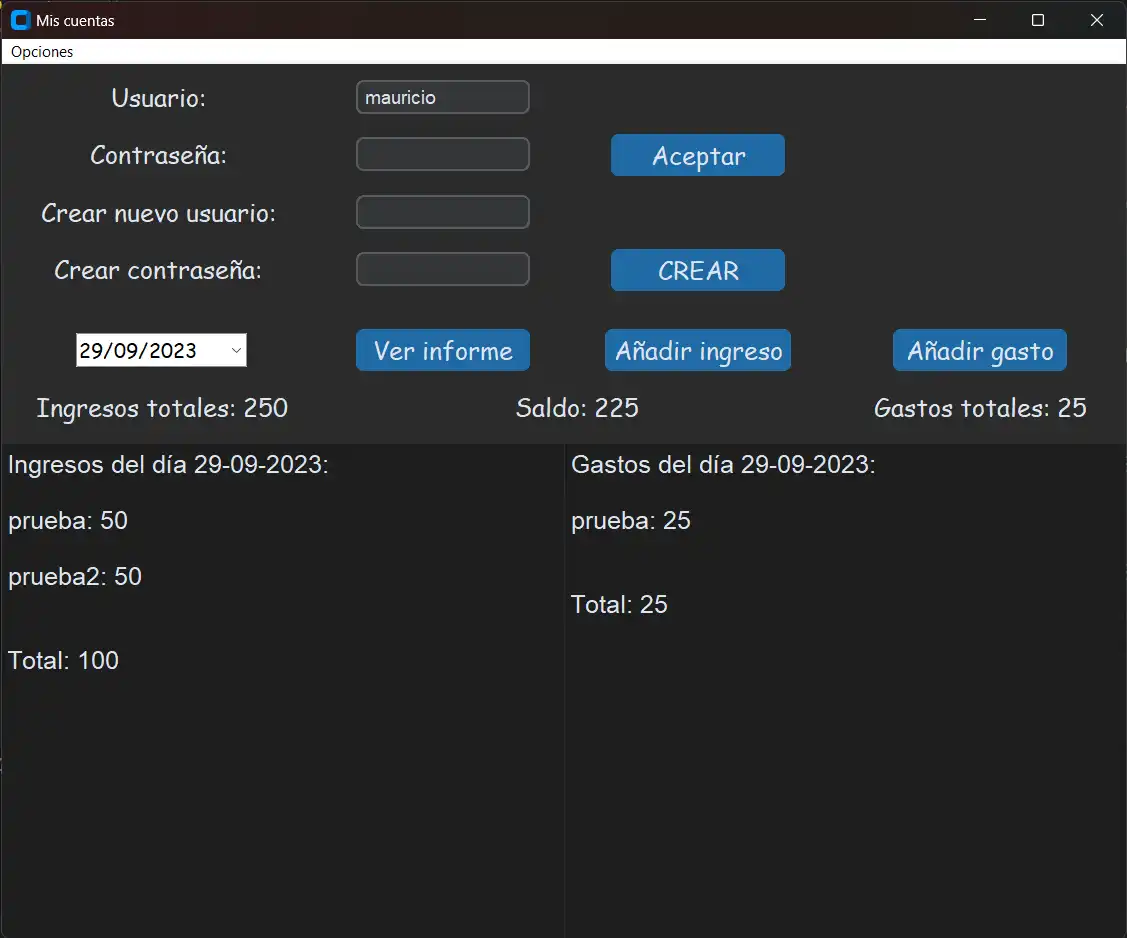 Mis cuentas
Opciones
Usuario: mauricio
Contraseña: Aceptar
Crear nuevo usuario:
Crear contraseña: CREAR
29/09/2023 Ver informe Añadir ingreso Añadir gasto
Ingresos totales: 250 Saldo: 225 Gastos totales: 25
Ingresos del día 29-09-2023:
prueba: 50
prueba2: 50
Total: 100
Gastos del día 29-09-2023:
prueba: 25
Total: 25